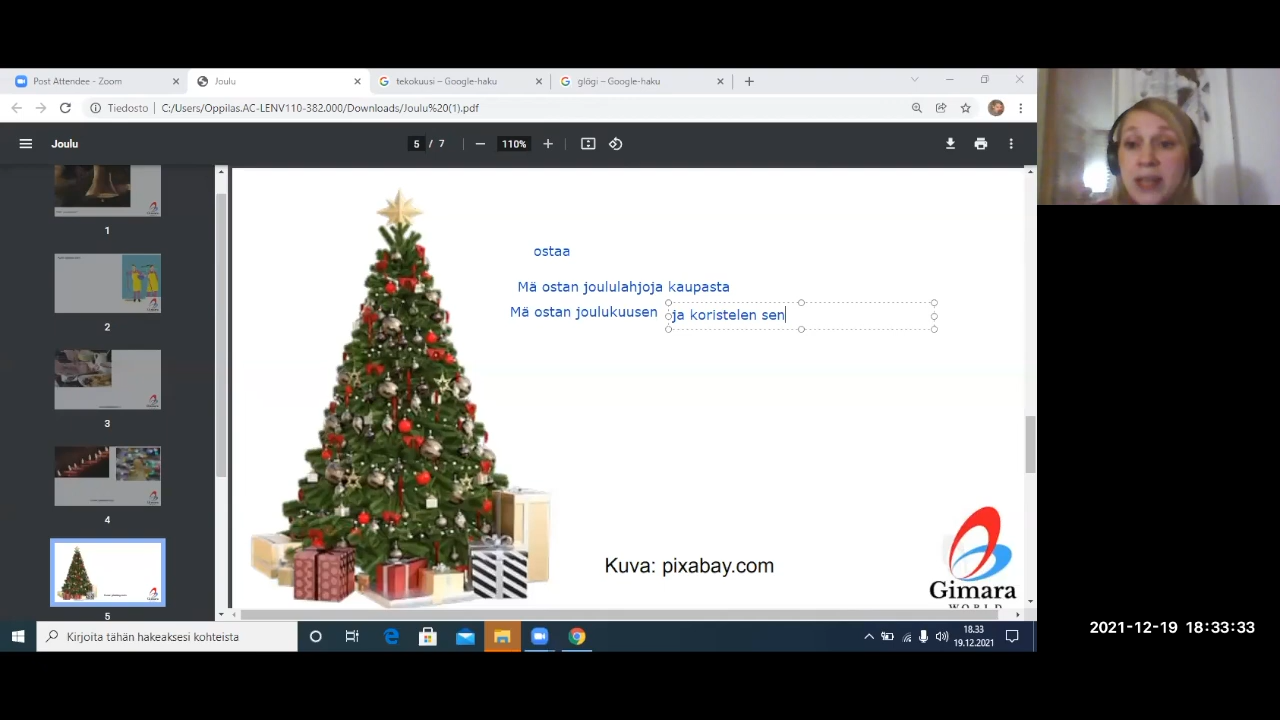 Post Attendee - Zoom
Joulu
tekokuusi – Google-haku
glögi – Google-haku
Tiedosto
C:/Users/Oppilas.AC-LENV110-382.000/Downloads/Joulu%20(1).pdf
Joulu
5 / 7
110%
1
2
3
4
5
ostaa
Mä ostan joululahjoja kaupasta
Mä ostan joulukuusen ja koristelen sen
Kuva: pixabay.com
Gimara
WORLD
Kirjoita tähän hakeaksesi kohteista
18.33
19.12.2021
2021-12-19 18:33:33